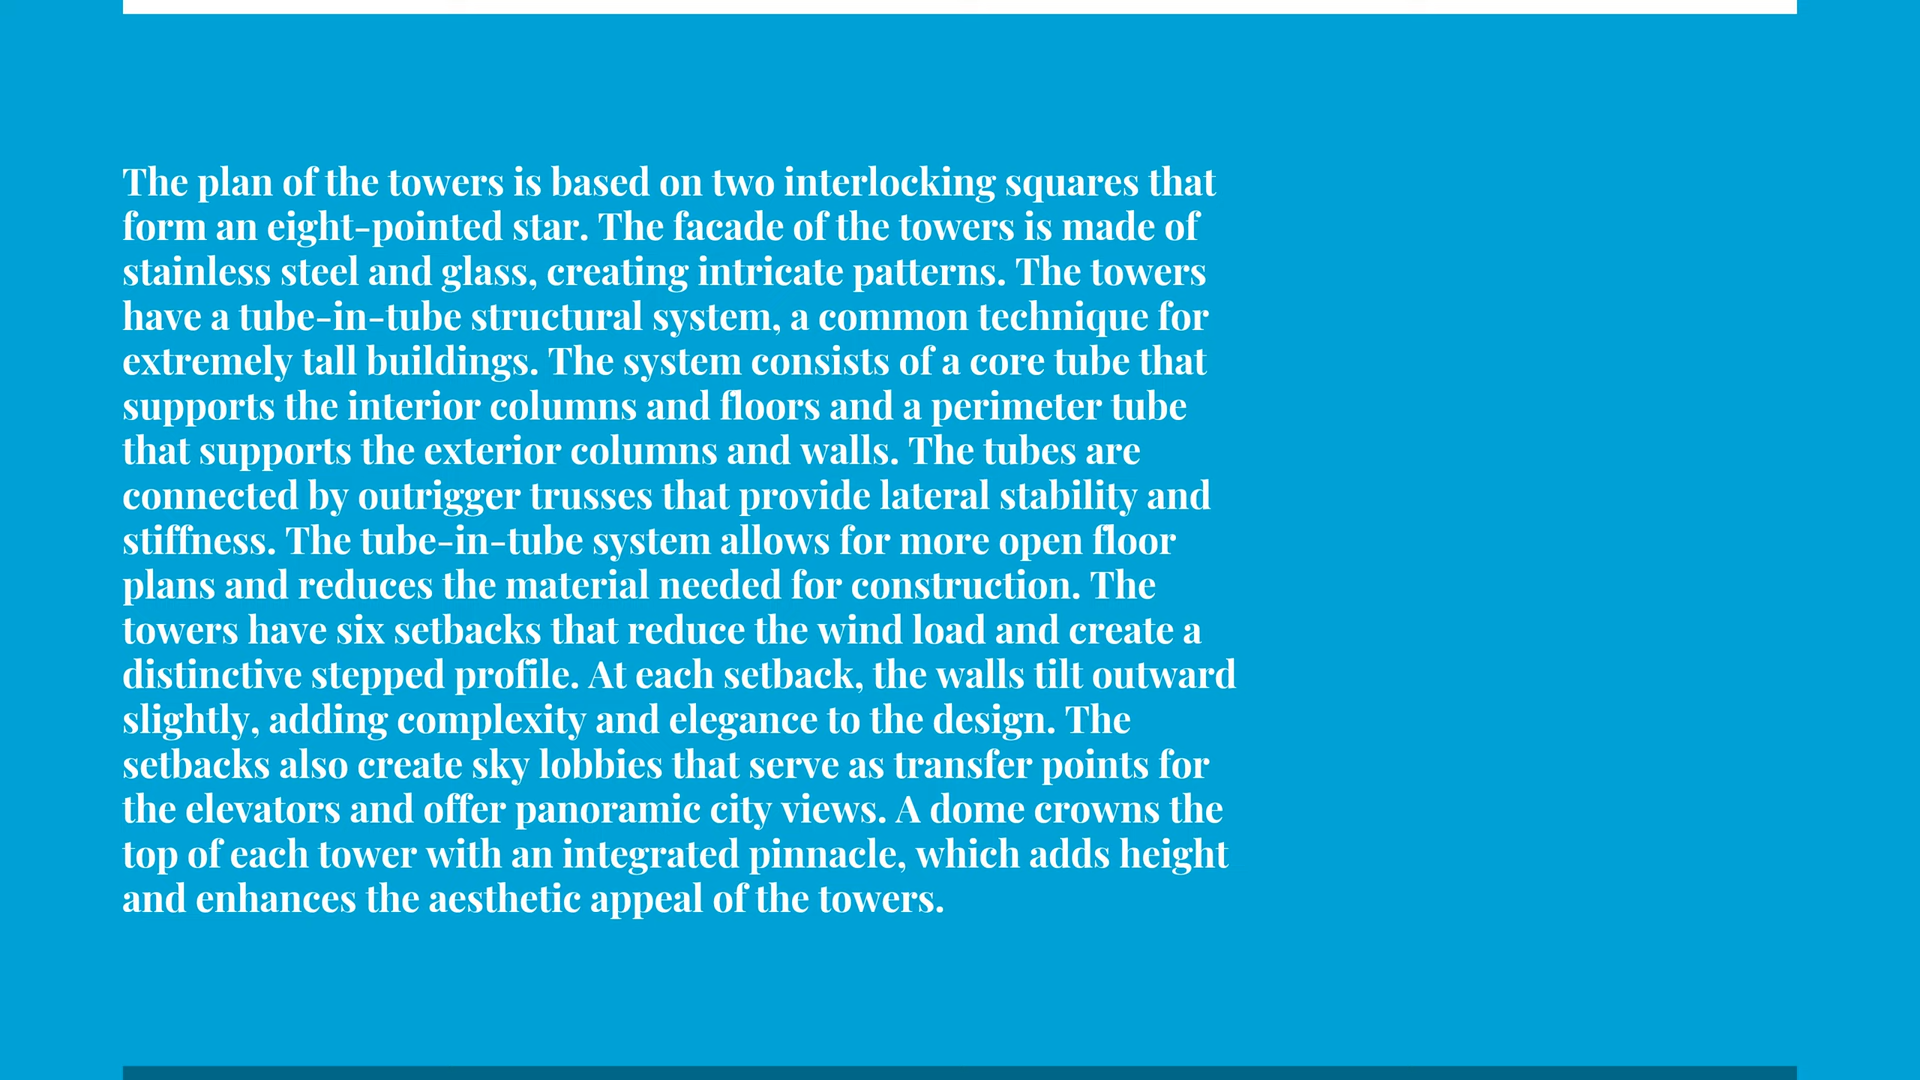 The plan of the towers is based on two interlocking squares that
form an eight-pointed star. The facade of the towers is made of
stainless steel and glass, creating intricate patterns. The towers
have a tube-in-tube structural system, a common technique for
extremely tall buildings. The system consists of a core tube that
supports the interior columns and floors and a perimeter tube
that supports the exterior columns and walls. The tubes are
connected by outrigger trusses that provide lateral stability and
stiffness. The tube-in-tube system allows for more open floor
plans and reduces the material needed for construction. The
towers have six setbacks that reduce the wind load and create a
distinctive stepped profile. At each setback, the walls tilt outward
slightly, adding complexity and elegance to the design. The
setbacks also create sky lobbies that serve as transfer points for
the elevators and offer panoramic city views. A dome crowns the
top of each tower with an integrated pinnacle, which adds height
and enhances the aesthetic appeal of the towers.